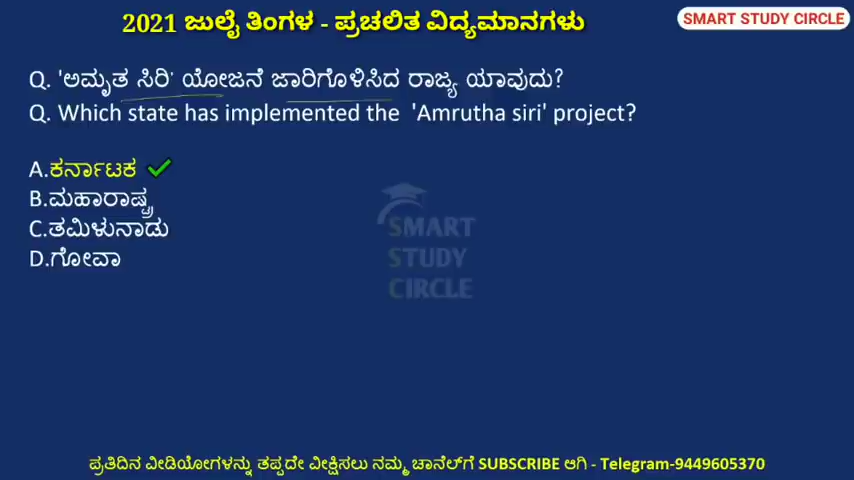 2021 ಜುಲೈ ತಿಂಗಳ - ಪ್ರಚಲಿತ ವಿದ್ಯಮಾನಗಳು
SMART STUDY CIRCLE
Q. 'ಅಮೃತ ಸಿರಿ' ಯೋಜನೆ ಜಾರಿಗೊಳಿಸಿದ ರಾಜ್ಯ ಯಾವುದು?
Q. Which state has implemented the 'Amrutha siri' project?
A.ಕರ್ನಾಟಕ
B.ಮಹಾರಾಷ್ಟ್ರ
C.ತಮಿಳುನಾಡು
D.ಗೋವಾ
SMART
STUDY
CIRCLE
ಪ್ರತಿದಿನ ವೀಡಿಯೋಗಳನ್ನು ತಪ್ಪದೇ ವೀಕ್ಷಿಸಲು ನಮ್ಮ ಚಾನೆಲ್‌ಗೆ SUBSCRIBE ಆಗಿ - Telegram-9449605370